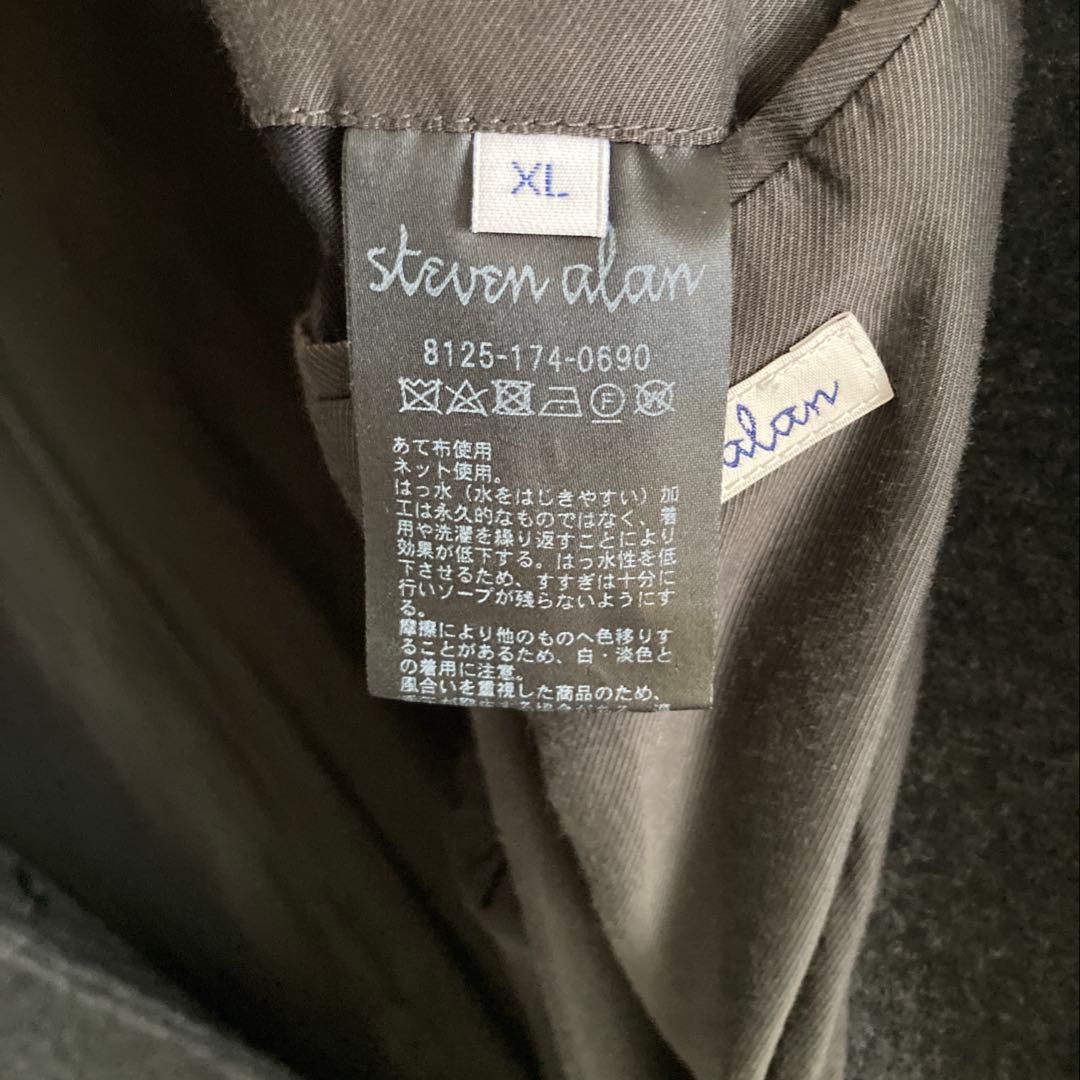 XL
steven alan
8125-174-0690
F W
alan
あて布使用
ネット使用。
はっ水（水をはじきやすい）加
工は永久的なものではなく、着
用や洗濯を繰り返すことにより
効果が低下する。はっ水性を低
下させるため、すすぎは十分に
行いソープが残らないようにす
る。
摩擦により他のものへ色移りす
ることがあるため、白・淡色と
の着用に注意。
風合いを重視した商品のため、